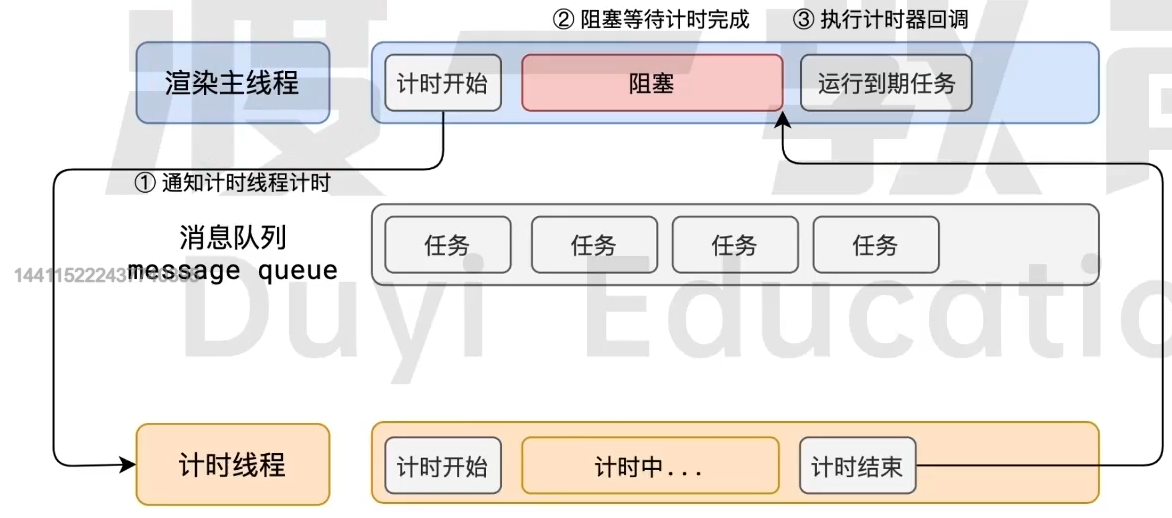 ② 阻塞等待计时完成
③ 执行计时器回调
渲染主线程
计时开始
阻塞
运行到期任务
① 通知计时线程计时
消息队列
message queue
任务
任务
任务
任务
Duyi Educatio
计时线程
计时开始
计时中...
计时结束